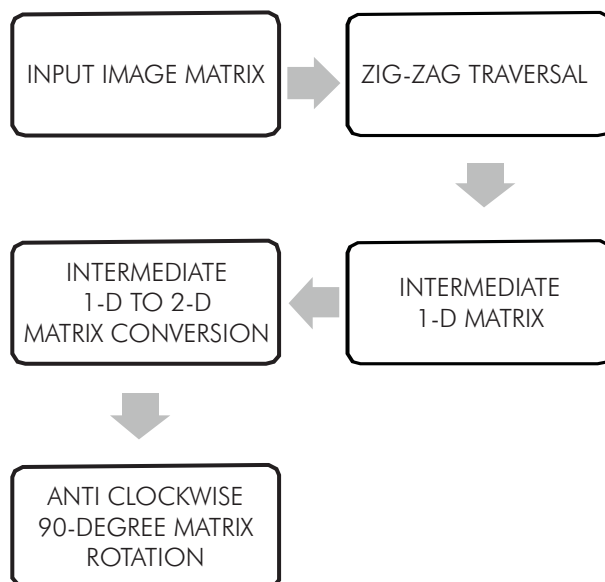 INPUT IMAGE MATRIX
ZIG-ZAG TRAVERSAL
INTERMEDIATE
1-D MATRIX
INTERMEDIATE
1-D TO 2-D
MATRIX CONVERSION
ANTI CLOCKWISE
90-DEGREE MATRIX
ROTATION